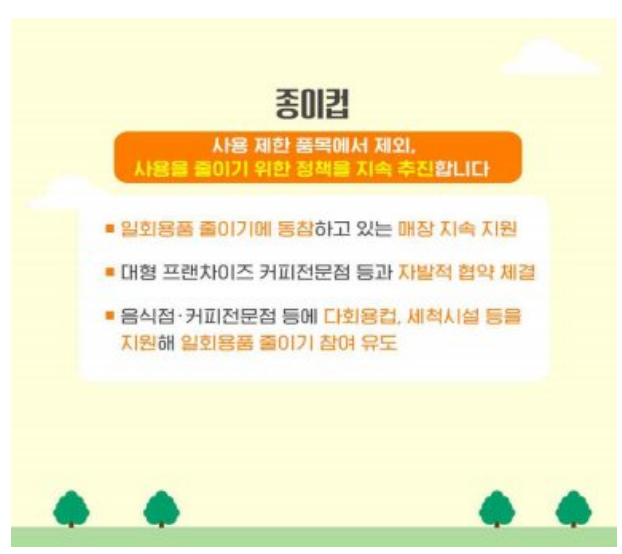 종이컵
사용 제한 품목에서 제외,
사용을 줄이기 위한 정책을 지속 추진합니다
▪ 일회용품 줄이기에 동참하고 있는 매장 지속 지원
▪ 대형 프랜차이즈 커피전문점 등과 자발적 협약 체결
▪ 음식점·커피전문점 등에 다회용컵, 세척시설 등을
지원해 일회용품 줄이기 참여 유도